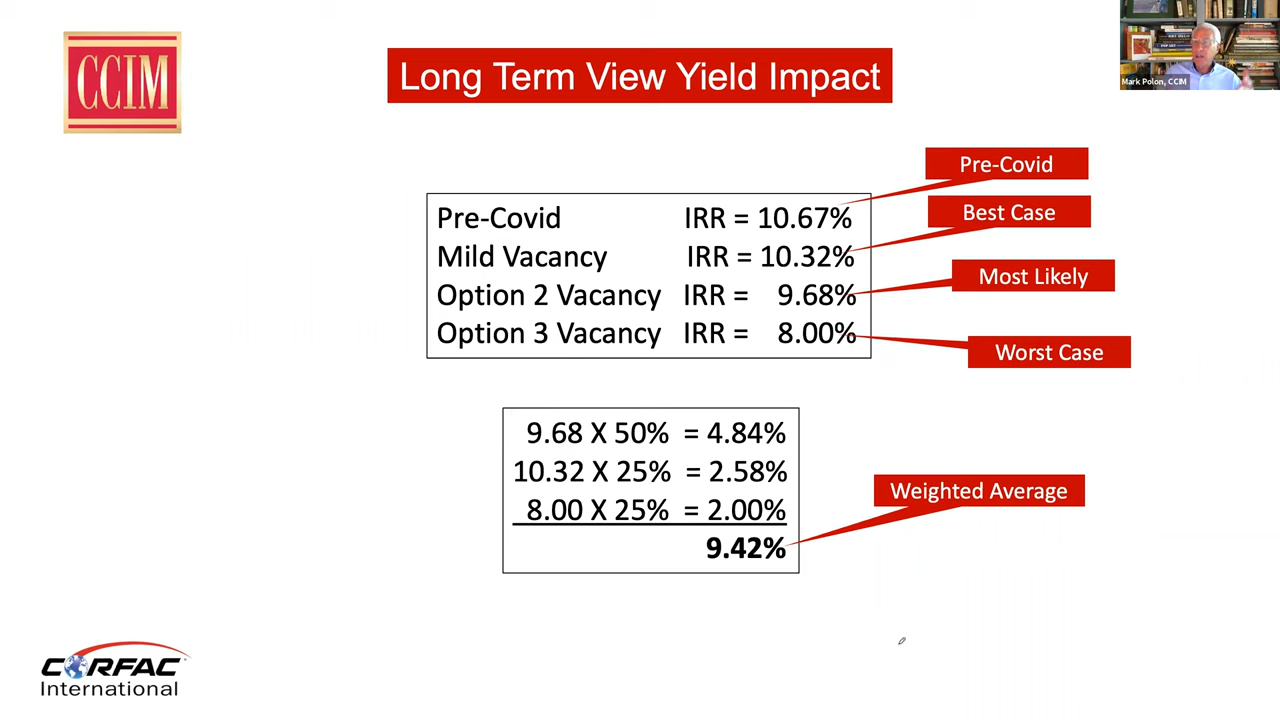 CCIM
Long Term View Yield Impact
Mark Polon, CCIM
Pre-Covid
Best Case
Most Likely
Worst Case
Pre-Covid IRR = 10.67%
Mild Vacancy IRR = 10.32%
Option 2 Vacancy IRR = 9.68%
Option 3 Vacancy IRR = 8.00%
9.68 X 50% = 4.84%
10.32 X 25% = 2.58%
8.00 X 25% = 2.00%
9.42%
Weighted Average
CORFAC
International